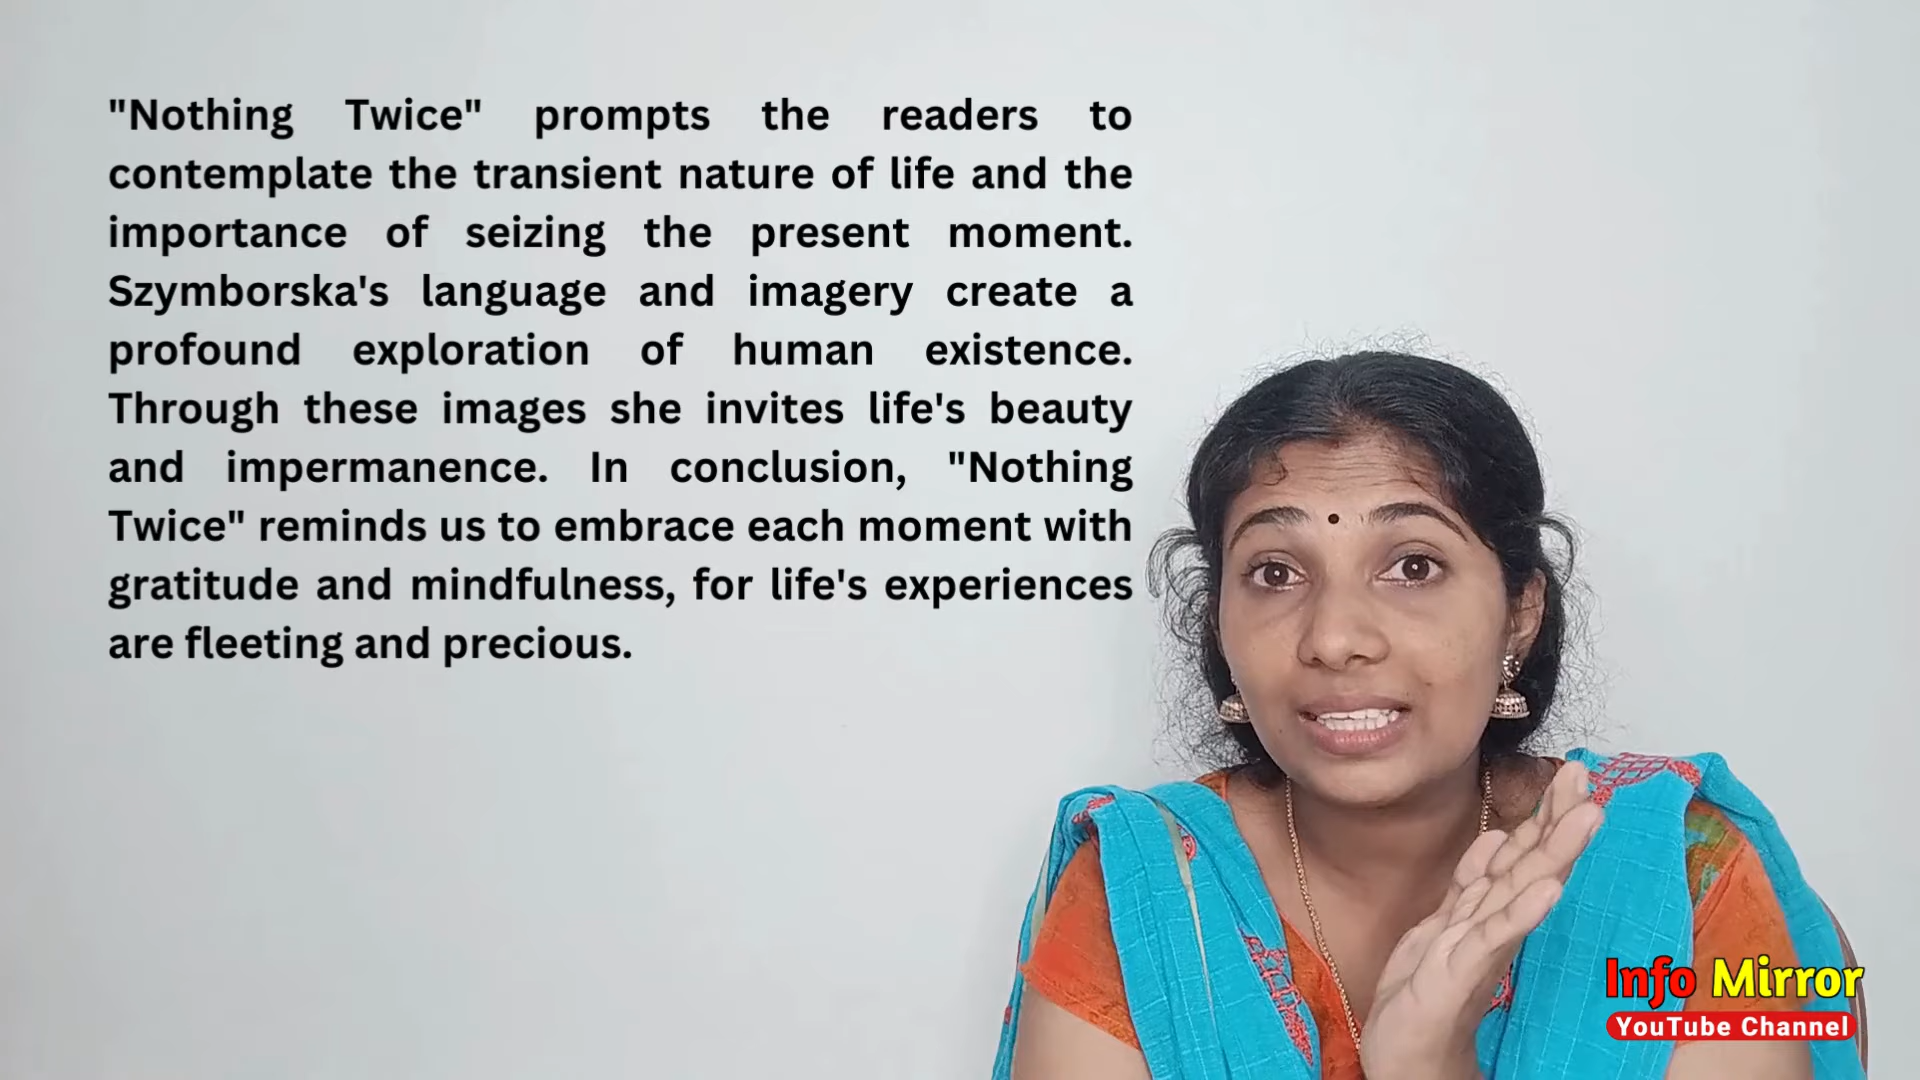 "Nothing Twice" prompts the readers to
contemplate the transient nature of life and the
importance of seizing the present moment.
Szymborska's language and imagery create a
profound exploration of human existence.
Through these images she invites life's beauty
and impermanence. In conclusion, "Nothing
Twice" reminds us to embrace each moment with
gratitude and mindfulness, for life's experiences
are fleeting and precious.
Info Mirror
YouTube Channel